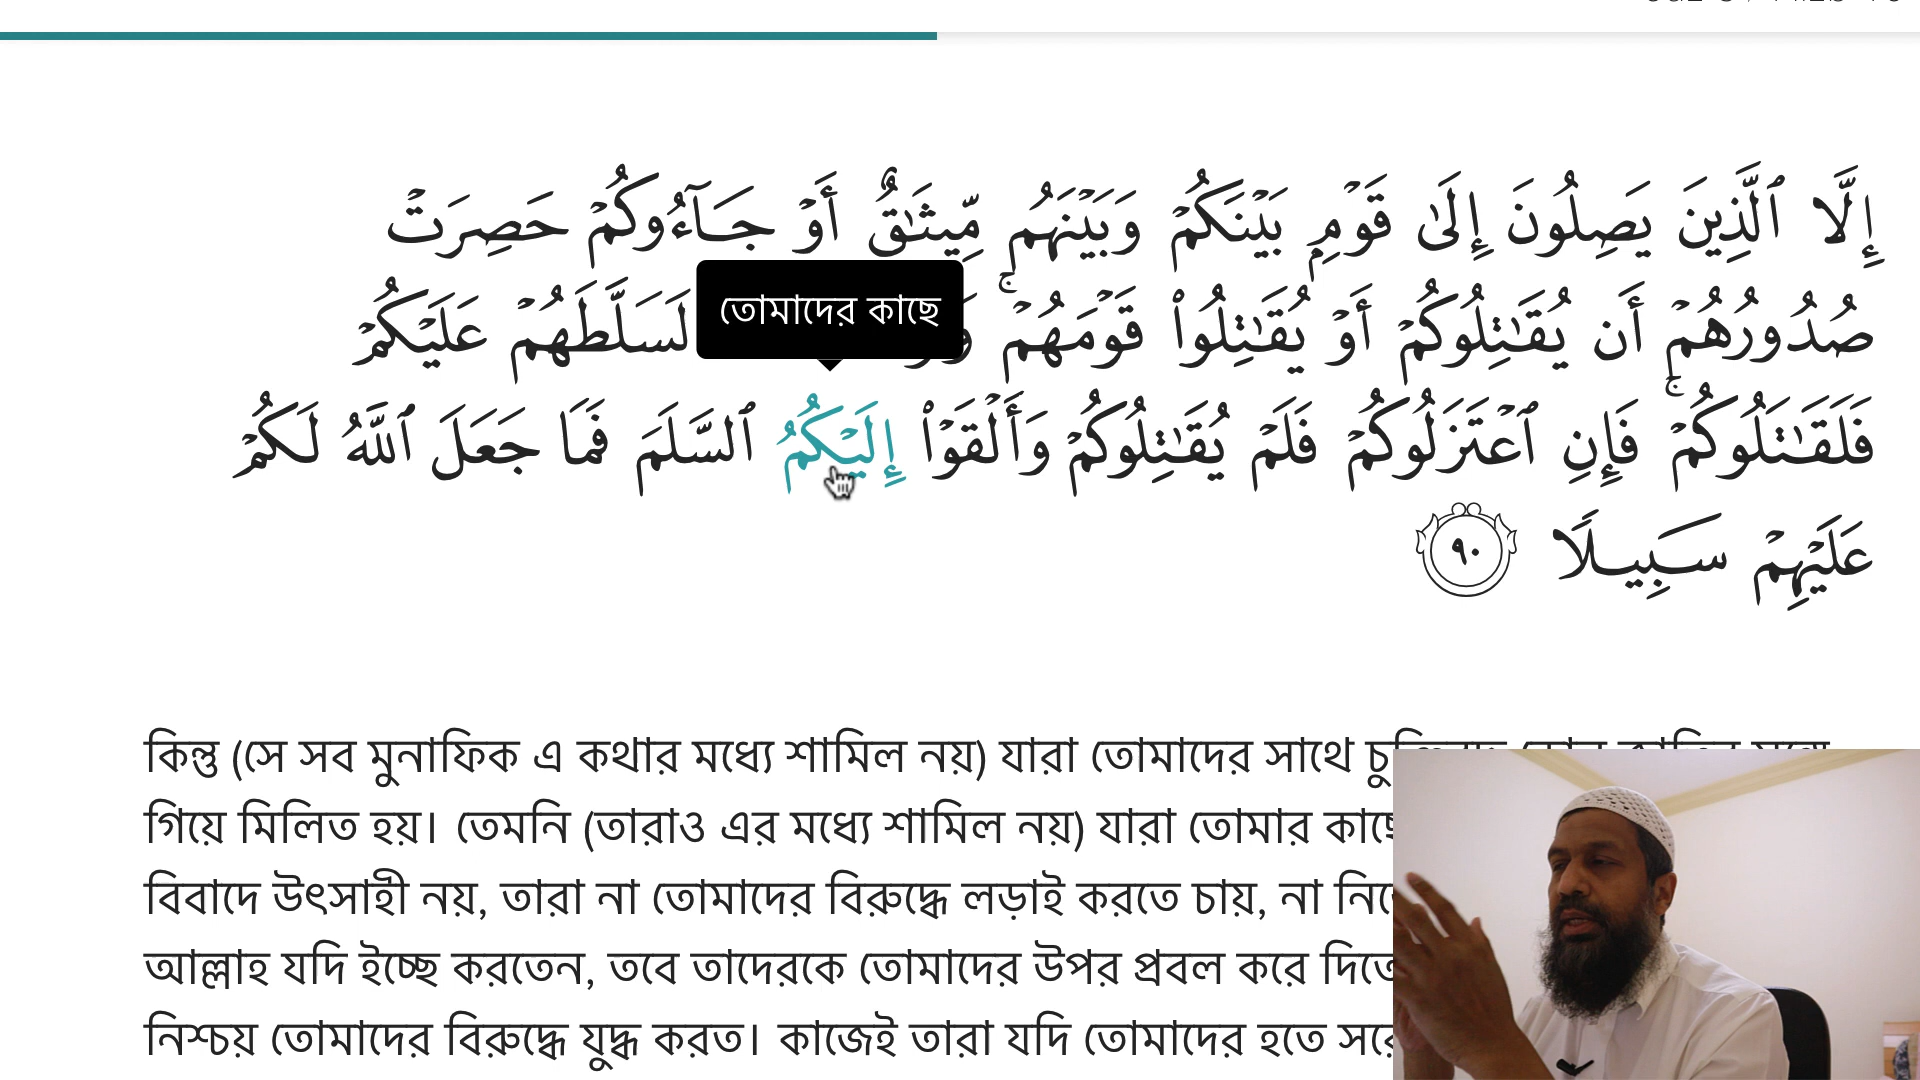 إِلَّا ٱلَّذِينَ يَصِلُونَ إِلَىٰ قَوْمٍۭ بَيْنَكُمْ وَبَيْنَهُم مِّيثَـٰقٌ أَوْ جَآءُوكُمْ حَصِرَتْ
صُدُورُهُمْ أَن يُقَـٰتِلُوكُمْ أَوْ يُقَـٰتِلُوا۟ قَوْمَهُمْ ۚ لَسَلَّطَهُمْ عَلَيْكُمْ
তোমাদের কাছে
فَلَقَـٰتَلُوكُمْ ۚ فَإِنِ ٱعْتَزَلُوكُمْ فَلَمْ يُقَـٰتِلُوكُمْ وَأَلْقَوْا۟ إِلَيْكُمُ ٱلسَّلَمَ فَمَا جَعَلَ ٱللَّهُ لَكُمْ
عَلَيْهِمْ سَبِيلًا ٩٠
কিন্তু (সে সব মুনাফিক এ কথার মধ্যে শামিল নয়) যারা তোমাদের সাথে
গিয়ে মিলিত হয়। তেমনি (তারাও এর মধ্যে শামিল নয়) যারা তোমার কাছে
বিবাদে উৎসাহী নয়, তারা না তোমাদের বিরুদ্ধে লড়াই করতে চায়, না
আল্লাহ যদি ইচ্ছে করতেন, তবে তাদেরকে তোমাদের উপর প্রবল করে
নিশ্চয় তোমাদের বিরুদ্ধে যুদ্ধ করত। কাজেই তারা যদি তোমাদের হতে